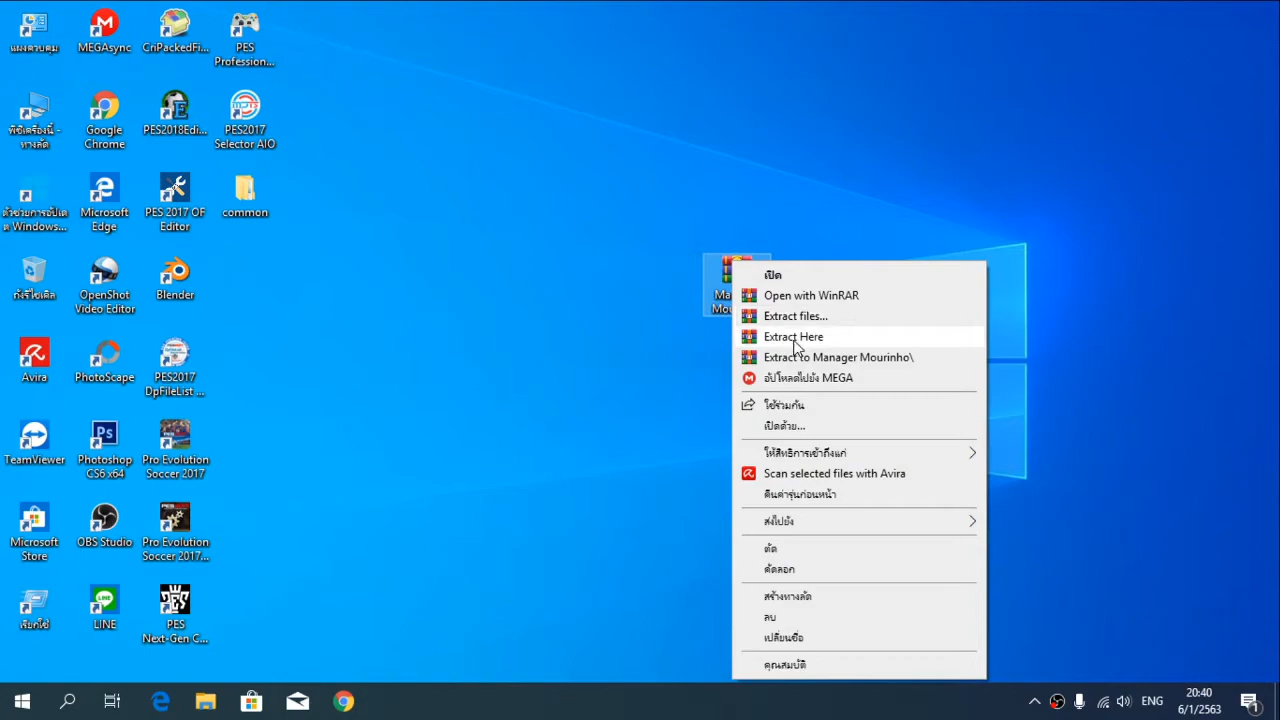 แผงควบคุม
MEGAsync
CriPackedFi...
PES
Profession...
พีซีเครื่องนี้ -
ทางลัด
Google
Chrome
PES2018Edi...
PES2017
Selector AIO
ตัวช่วยการอัปเด
ต Windows...
Microsoft
Edge
PES 2017 OF
Editor
common
ถังรีไซเคิล
OpenShot
Video Editor
Blender
Avira
PhotoScape
PES2017
DpFileList ...
TeamViewer
Photoshop
CS6 x64
Pro Evolution
Soccer 2017
Microsoft
Store
OBS Studio
Pro Evolution
Soccer 2017...
เรียกใช้
LINE
PES
Next-Gen C...
Ma
Mou
เปิด
Open with WinRAR
Extract files...
Extract Here
Extract to Manager Mourinho\
อัปโหลดไปยัง MEGA
ใช้ร่วมกัน
เปิดด้วย...
ให้สิทธิการเข้าถึงแก่
Scan selected files with Avira
คืนค่ารุ่นก่อนหน้า
ส่งไปยัง
ตัด
คัดลอก
สร้างทางลัด
ลบ
เปลี่ยนชื่อ
คุณสมบัติ
ENG
20:40
6/1/2563
1